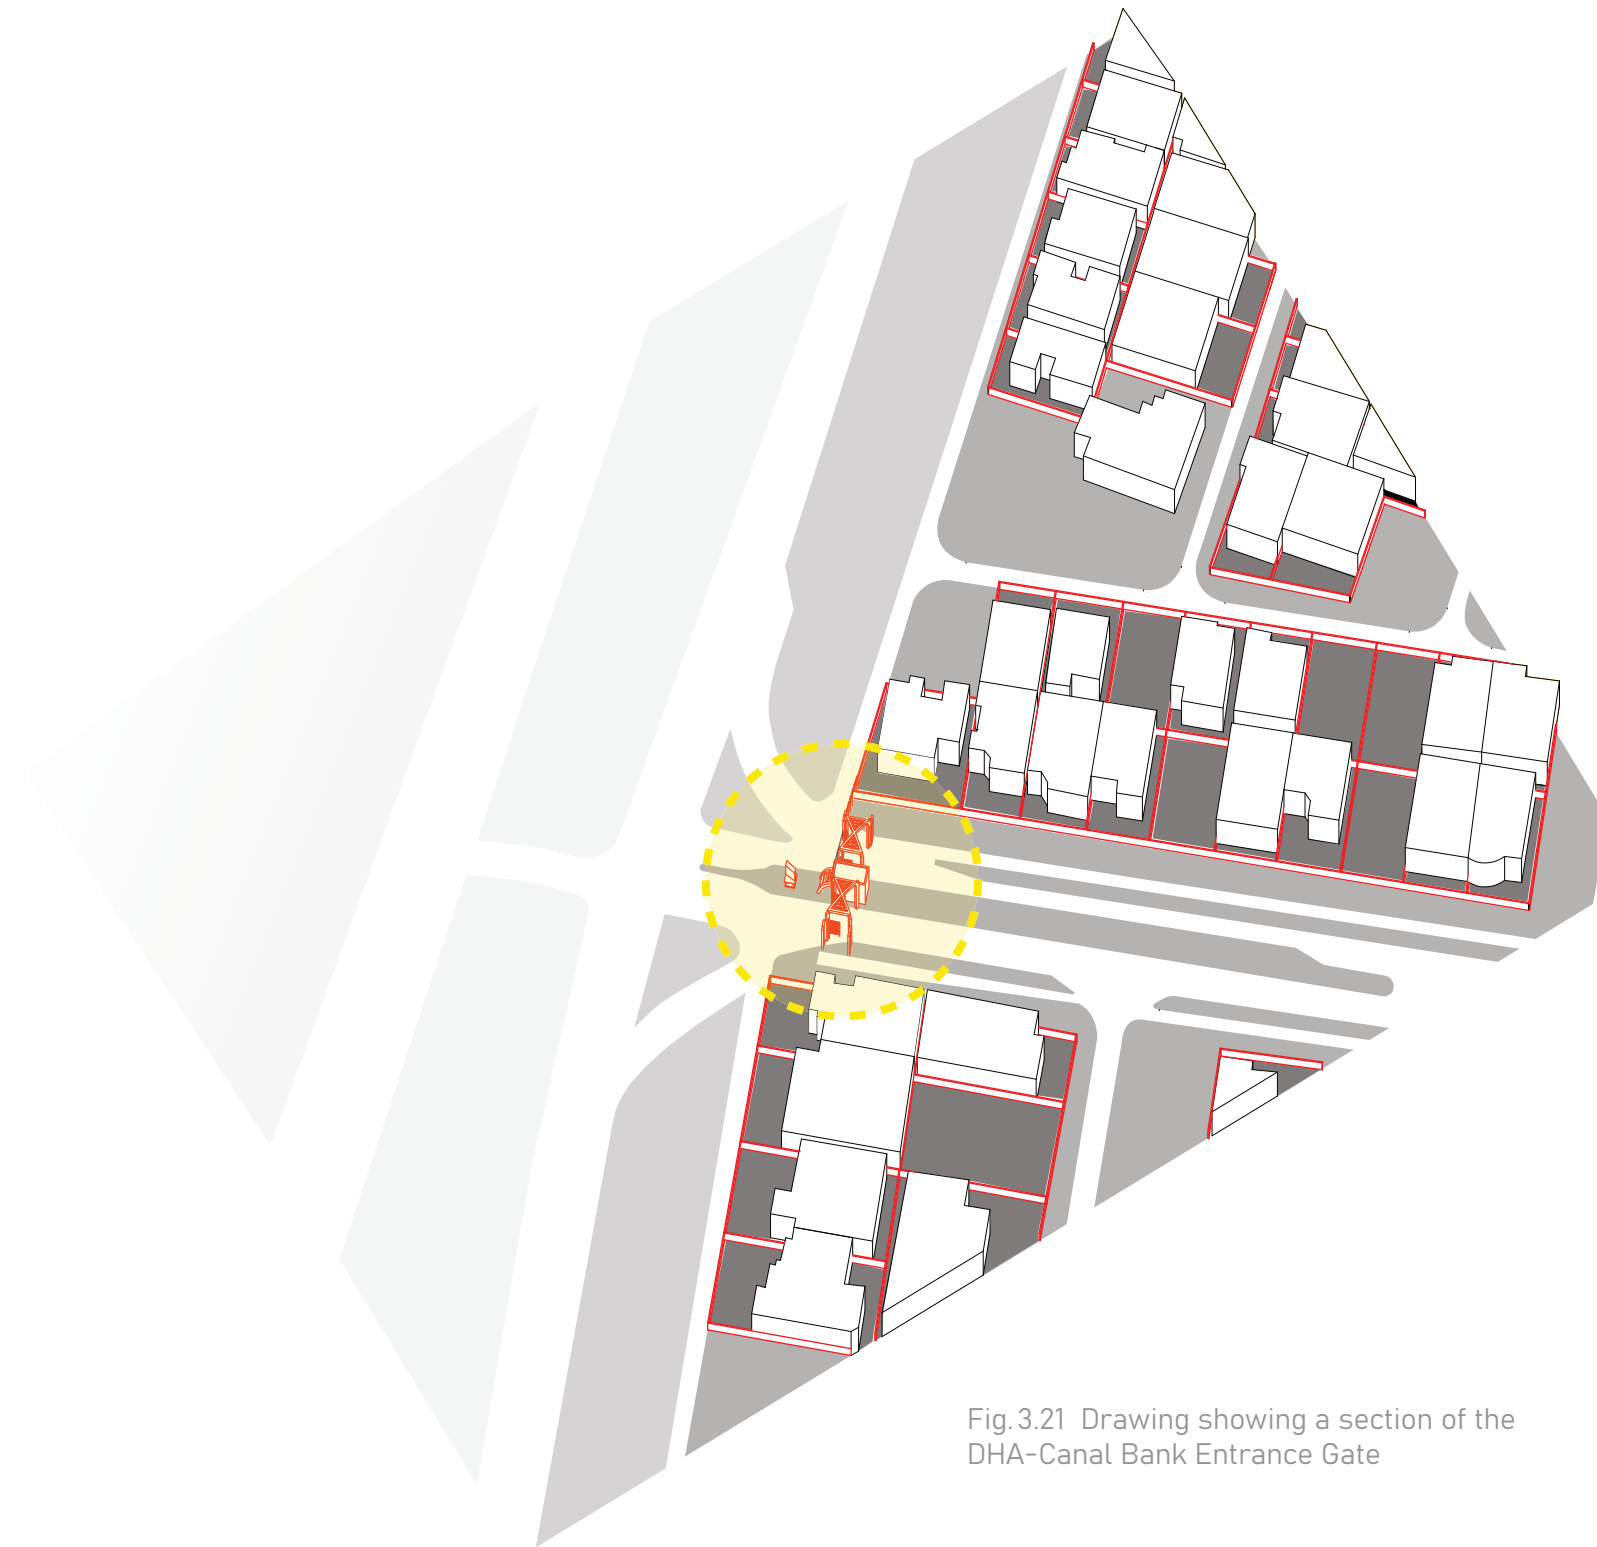 Fig. 3.21 Drawing showing a section of the
DHA-Canal Bank Entrance Gate